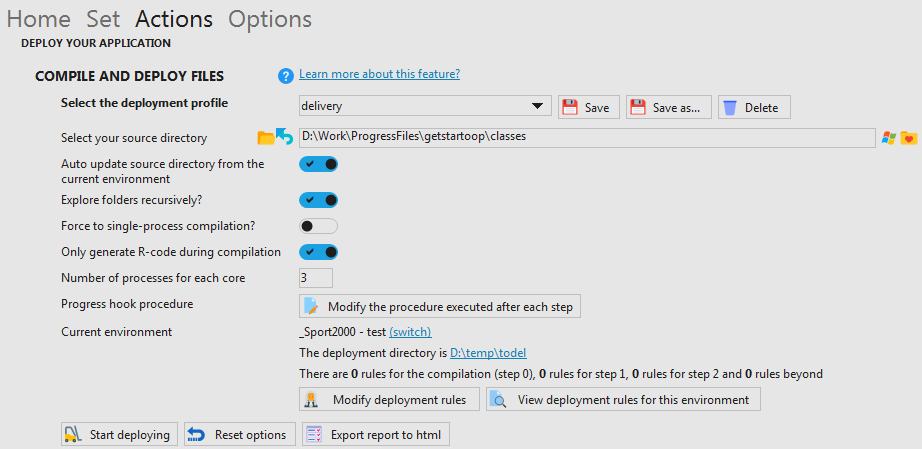 Home Set Actions Options
DEPLOY YOUR APPLICATION
COMPILE AND DEPLOY FILES
? Learn more about this feature?
Select the deployment profile delivery Save Save as... Delete
Select your source directory D:\Work\ProgressFiles\getstartoop\classes
Auto update source directory from the
current environment
Explore folders recursively?
Force to single-process compilation?
Only generate R-code during compilation
Number of processes for each core 3
Progress hook procedure Modify the procedure executed after each step
Current environment _Sport2000 - test (switch)
The deployment directory is D:\temp\todel
There are 0 rules for the compilation (step 0), 0 rules for step 1, 0 rules for step 2 and 0 rules beyond
Modify deployment rules View deployment rules for this environment
Start deploying Reset options Export report to html